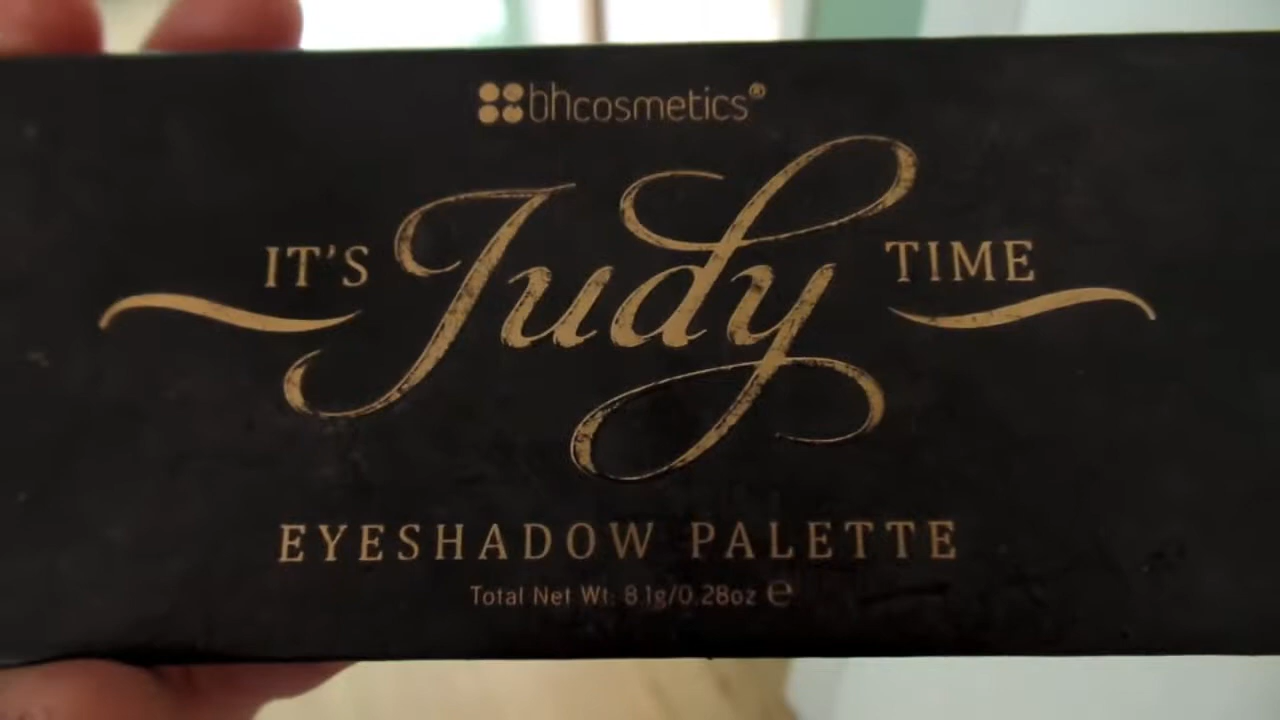 bhcosmetics®
IT'S Judy TIME
EYESHADOW PALETTE
Total Net Wt: 8.1g/0.28oz ℮